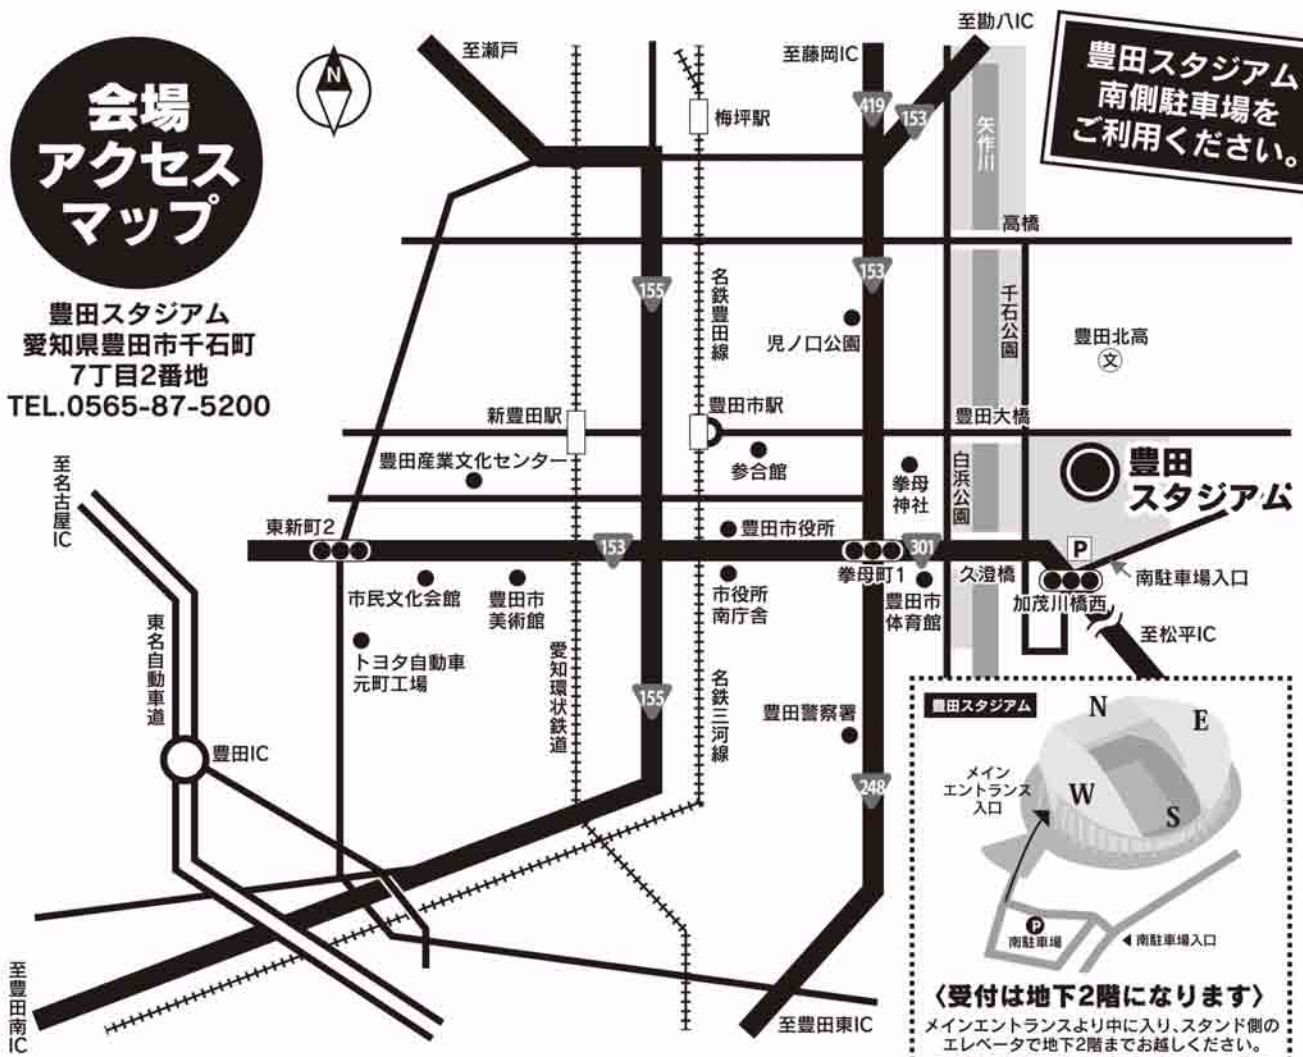 会場
アクセス
マップ
豊田スタジアム
愛知県豊田市千石町
7丁目2番地
TEL.0565-87-5200
N
至瀬戸
至藤岡IC
至勘八IC
豊田スタジアム
南側駐車場を
ご利用ください。
梅坪駅
419
153
矢作川
高橋
155
名鉄豊田線
153
千石公園
児ノ口公園
豊田北高
文
新豊田駅
豊田市駅
豊田大橋
豊田産業文化センター
参合館
挙母
神社
白浜公園
豊田
スタジアム
至名古屋IC
東新町2
153
豊田市役所
挙母町1
301
久澄橋
P
南駐車場入口
加茂川橋西
市民文化会館
豊田市
美術館
市役所
南庁舎
豊田市
体育館
至松平IC
トヨタ自動車
元町工場
東名自動車道
愛知環状鉄道
155
名鉄三河線
豊田警察署
豊田IC
248
至豊田南IC
至豊田東IC
豊田スタジアム
N
E
W
S
メイン
エントランス
入口
P
南駐車場
南駐車場入口
〈受付は地下2階になります〉
メインエントランスより中に入り、スタンド側の
エレベータで地下2階までお越しください。